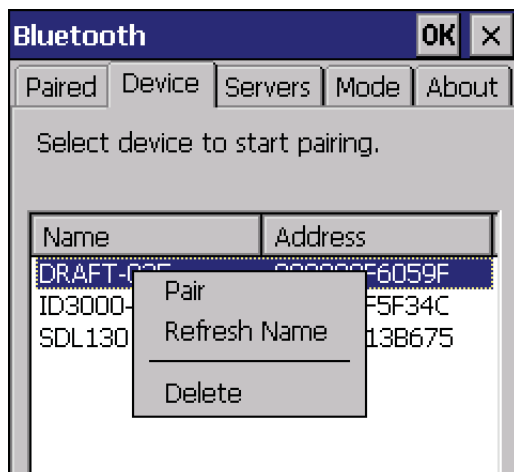 Bluetooth OK
Paired Device Servers Mode About
Select device to start pairing.
Name Address
Pair
Refresh Name
Delete
ID3000- F5F34C
SDL130 13B675